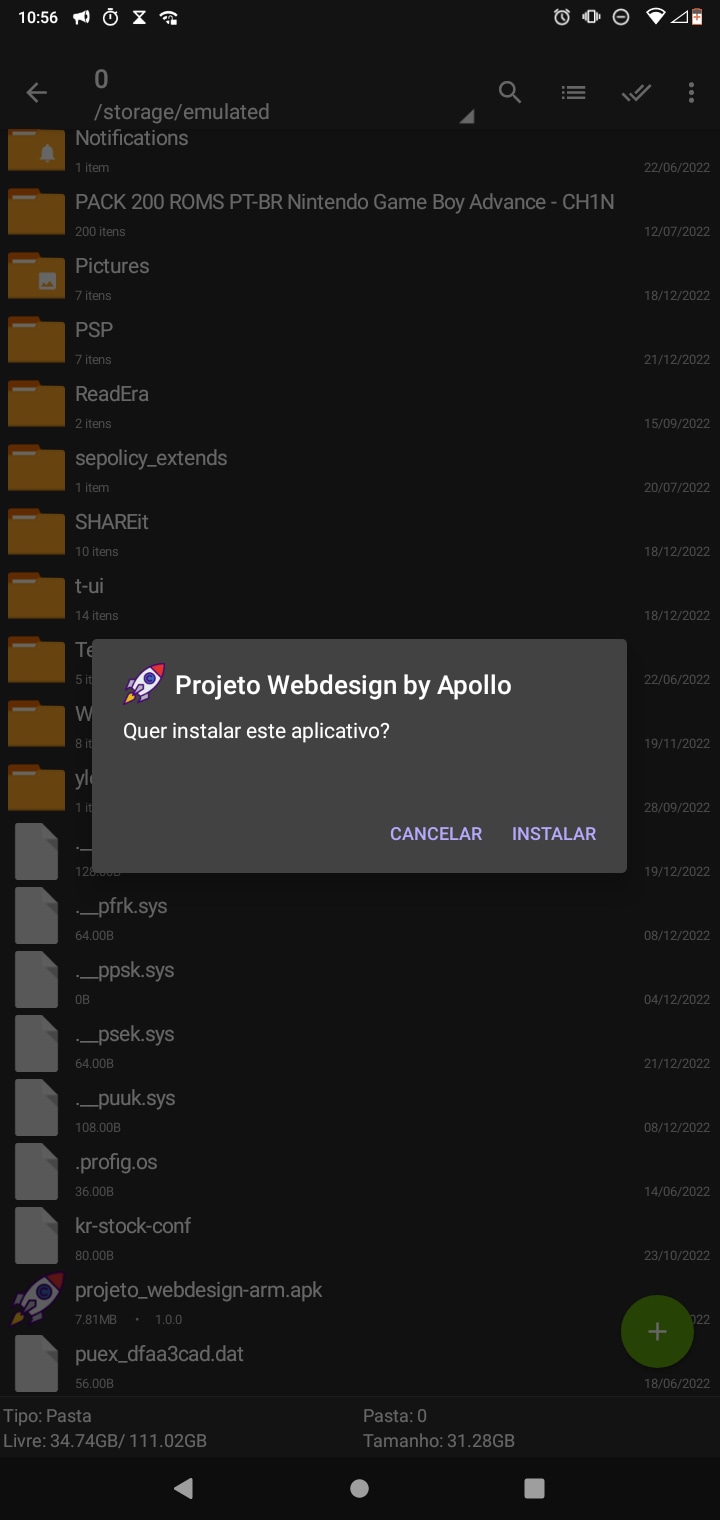 10:56
0
/storage/emulated
Notifications
1 item
22/06/2022
PACK 200 ROMS PT-BR Nintendo Game Boy Advance - CH1N
200 itens
12/07/2022
Pictures
7 itens
18/12/2022
PSP
7 itens
21/12/2022
ReadEra
2 itens
15/09/2022
sepolicy_extends
1 item
20/07/2022
SHAREit
10 itens
18/12/2022
t-ui
14 itens
18/12/2022
22/06/2022
19/11/2022
28/09/2022
Projeto Webdesign by Apollo
Quer instalar este aplicativo?
CANCELAR INSTALAR
19/12/2022
.__pfrk.sys
64.00B
08/12/2022
.__ppsk.sys
0B
04/12/2022
.__psek.sys
64.00B
21/12/2022
.__puuk.sys
108.00B
08/12/2022
.profig.os
36.00B
14/06/2022
kr-stock-conf
80.00B
23/10/2022
projeto_webdesign-arm.apk
7.81MB • 1.0.0
puex_dfaa3cad.dat
56.00B
18/06/2022
Tipo: Pasta
Pasta: 0
Livre: 34.74GB/ 111.02GB
Tamanho: 31.28GB